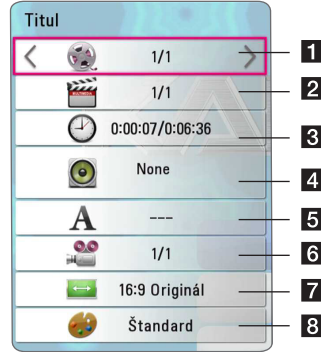 Titul
1/1 1
1/1 2
0:00:07/0:06:36 3
None 4
A --- 5
1/1 6
16:9 Originál 7
Štandard 8